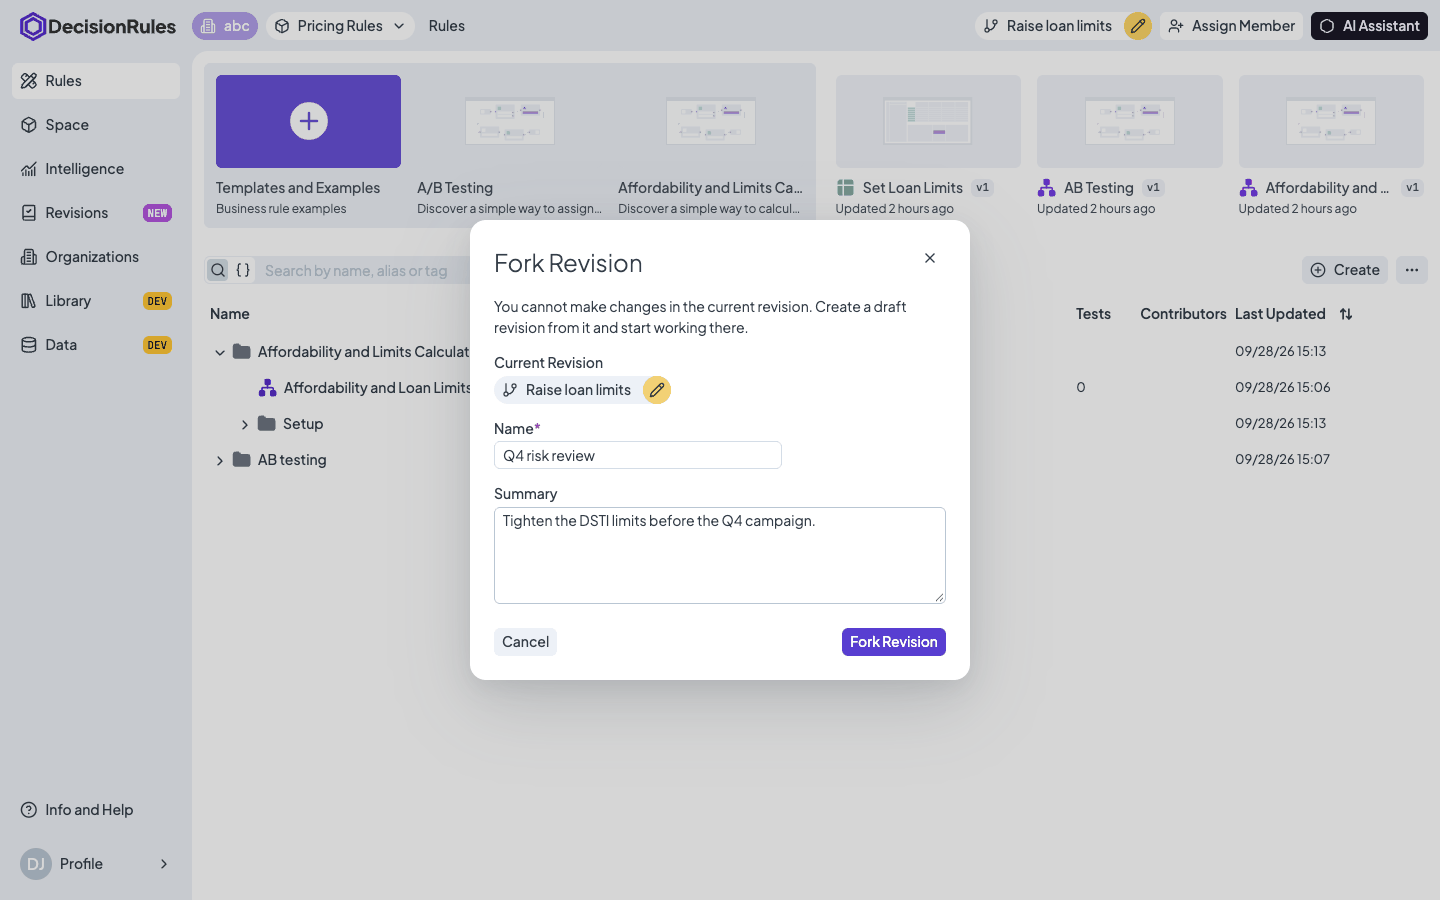 DecisionRules
abc
Pricing Rules
Rules
Raise loan limits
Assign Member
AI Assistant
Rules
Space
Intelligence
Revisions NEW
Organizations
Library DEV
Data DEV
Info and Help
DJ Profile
Templates and Examples
Business rule examples
A/B Testing
Discover a simple way to assign...
Affordability and Limits Ca...
Discover a simple way to calcul...
Set Loan Limits v1
Updated 2 hours ago
AB Testing v1
Updated 2 hours ago
Affordability and ... v1
Updated 2 hours ago
{ } Search by name, alias or tag
Create
Name Tests Contributors Last Updated
Affordability and Limits Calculat 09/28/26 15:13
Affordability and Loan Limits 0 09/28/26 15:06
Setup 09/28/26 15:13
AB testing 09/28/26 15:07
Fork Revision
You cannot make changes in the current revision. Create a draft
revision from it and start working there.
Current Revision
Raise loan limits
Name*
Q4 risk review
Summary
Tighten the DSTI limits before the Q4 campaign.
Cancel
Fork Revision